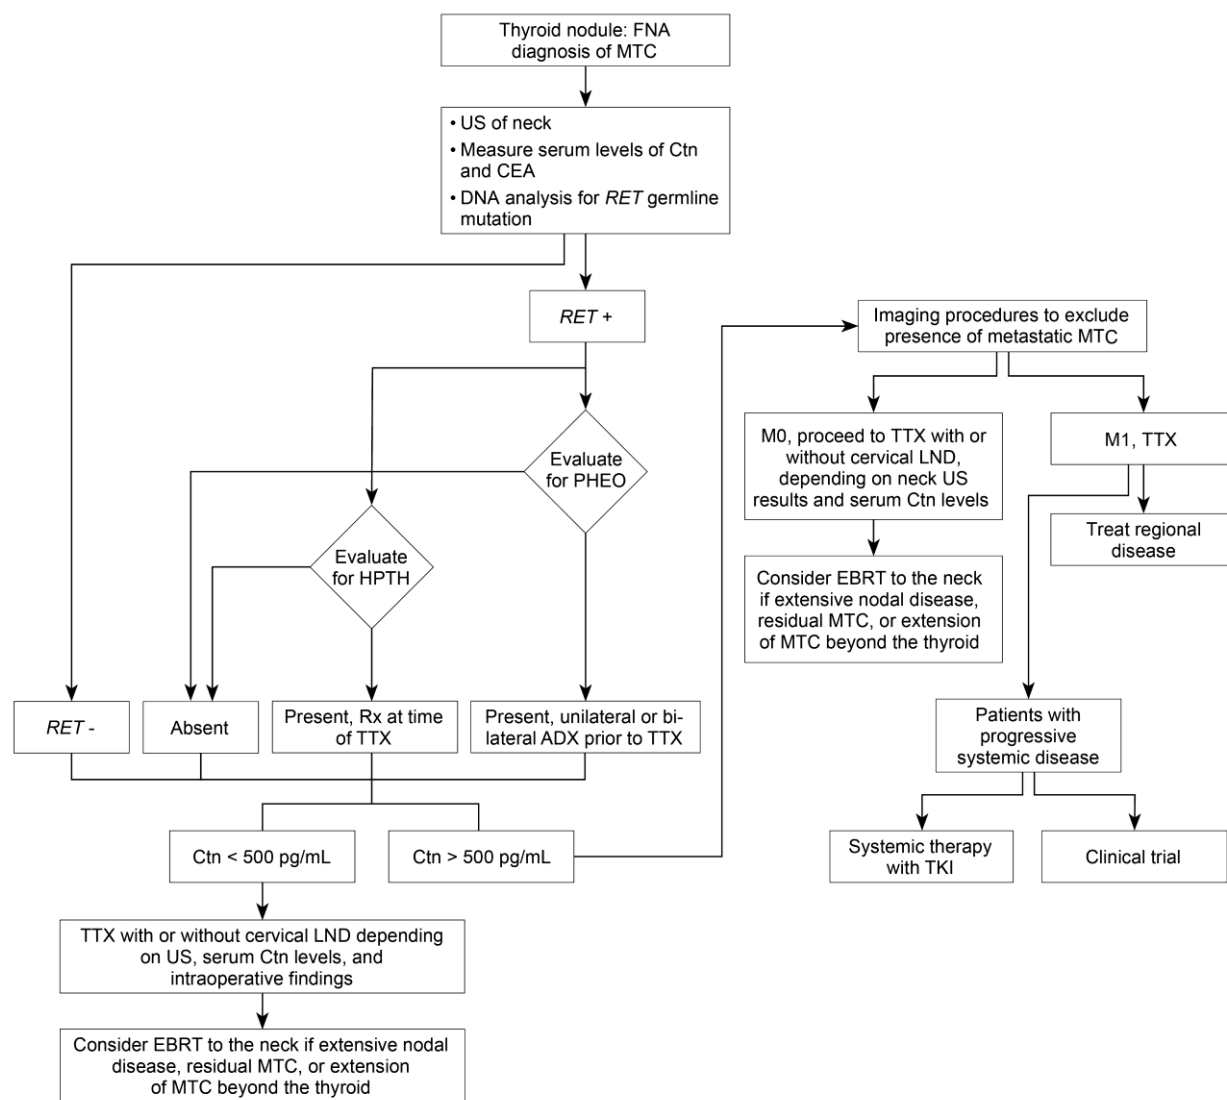 Thyroid nodule: FNA
diagnosis of MTC
• US of neck
• Measure serum levels of Ctn
and CEA
• DNA analysis for RET germline
mutation
RET +
Evaluate
for PHEO
Evaluate
for HPTH
RET -
Absent
Present, Rx at time
of TTX
Present, unilateral or bi-
lateral ADX prior to TTX
Ctn < 500 pg/mL
Ctn > 500 pg/mL
TTX with or without cervical LND depending
on US, serum Ctn levels, and
intraoperative findings
Consider EBRT to the neck if extensive nodal
disease, residual MTC, or extension
of MTC beyond the thyroid
Imaging procedures to exclude
presence of metastatic MTC
M0, proceed to TTX with or
without cervical LND,
depending on neck US
results and serum Ctn levels
Consider EBRT to the neck
if extensive nodal disease,
residual MTC, or extension
of MTC beyond the thyroid
M1, TTX
Treat regional
disease
Patients with
progressive
systemic disease
Systemic therapy
with TKI
Clinical trial